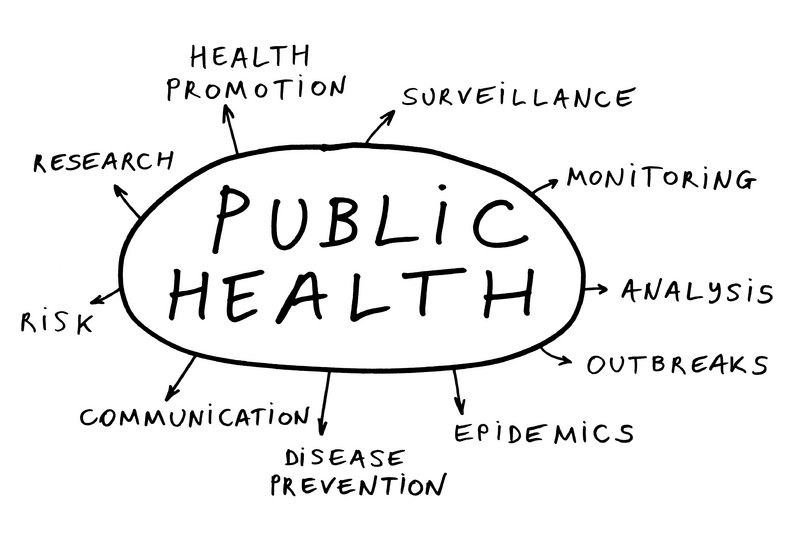 HEALTH
PROMOTION
SURVEiLLANCE
RESEARCH
MONiTORiNG
PUBLiC
HEALTH
ANALYSiS
RiSK
OUTBREAKS
COMMUNiCATiON
EPiDEMiCS
DiSEASE
PREVENTiON